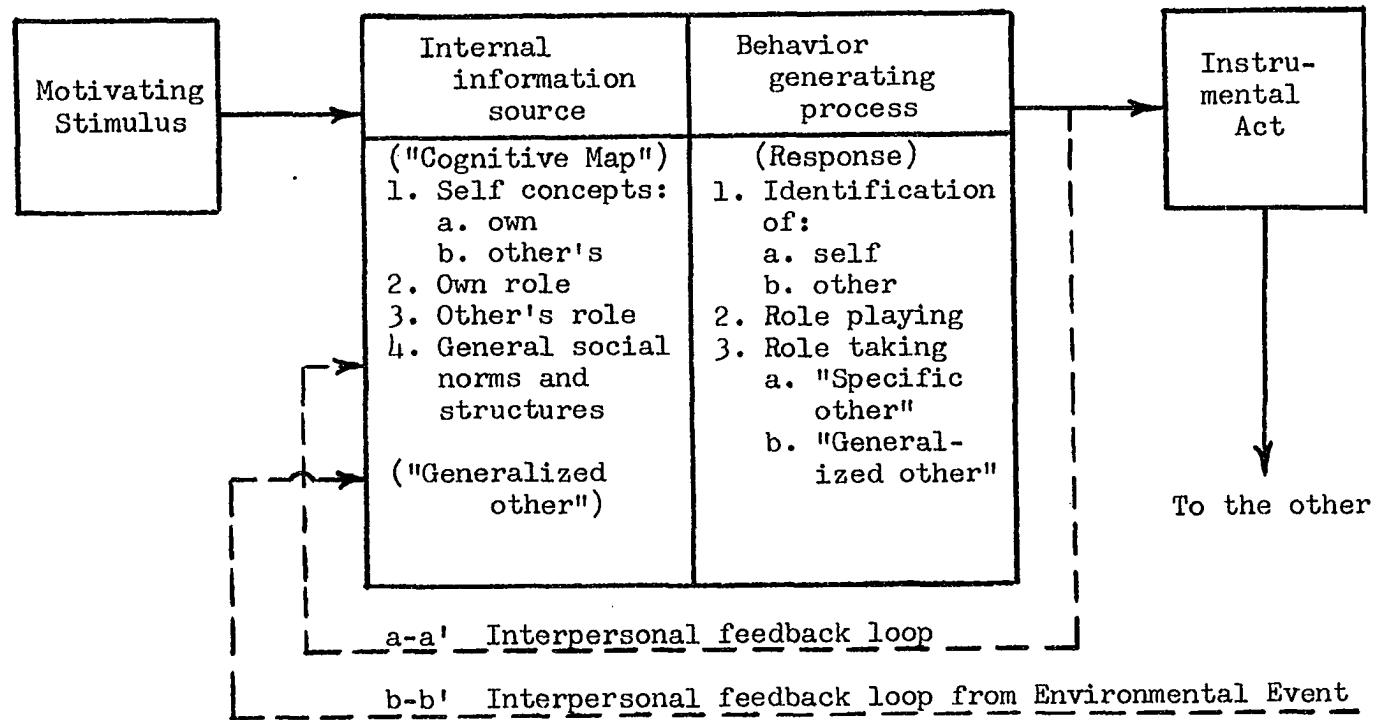 Motivating
Stimulus
Internal
information
source
("Cognitive Map")
1. Self concepts:
a. own
b. other's
2. Own role
3. Other's role
4. General social
norms and
structures
("Generalized
other")
Behavior
generating
process
(Response)
1. Identification
of:
a. self
b. other
2. Role playing
3. Role taking
a. "Specific
other"
b. "General-
ized other"
Instru-
mental
Act
To the other
a-a' Interpersonal feedback loop
b-b' Interpersonal feedback loop from Environmental Event